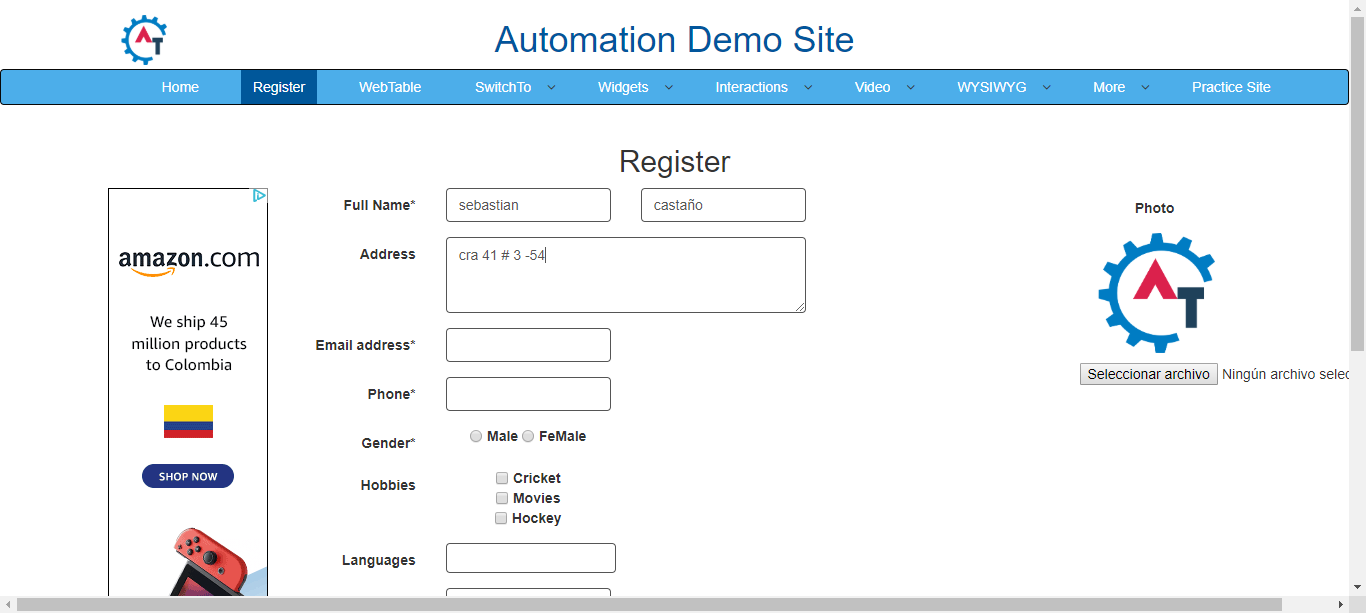 AT
Automation Demo Site
Home Register WebTable SwitchTo Widgets Interactions Video WYSIWYG More Practice Site
Register
Full Name* sebastian castaño
Photo
Address cra 41 # 3 -54
amazon.com
AT
We ship 45
million products
to Colombia
Email address*
Seleccionar archivo Ningún archivo selec
Phone*
Gender* Male FeMale
SHOP NOW
Hobbies Cricket
Movies
Hockey
Languages